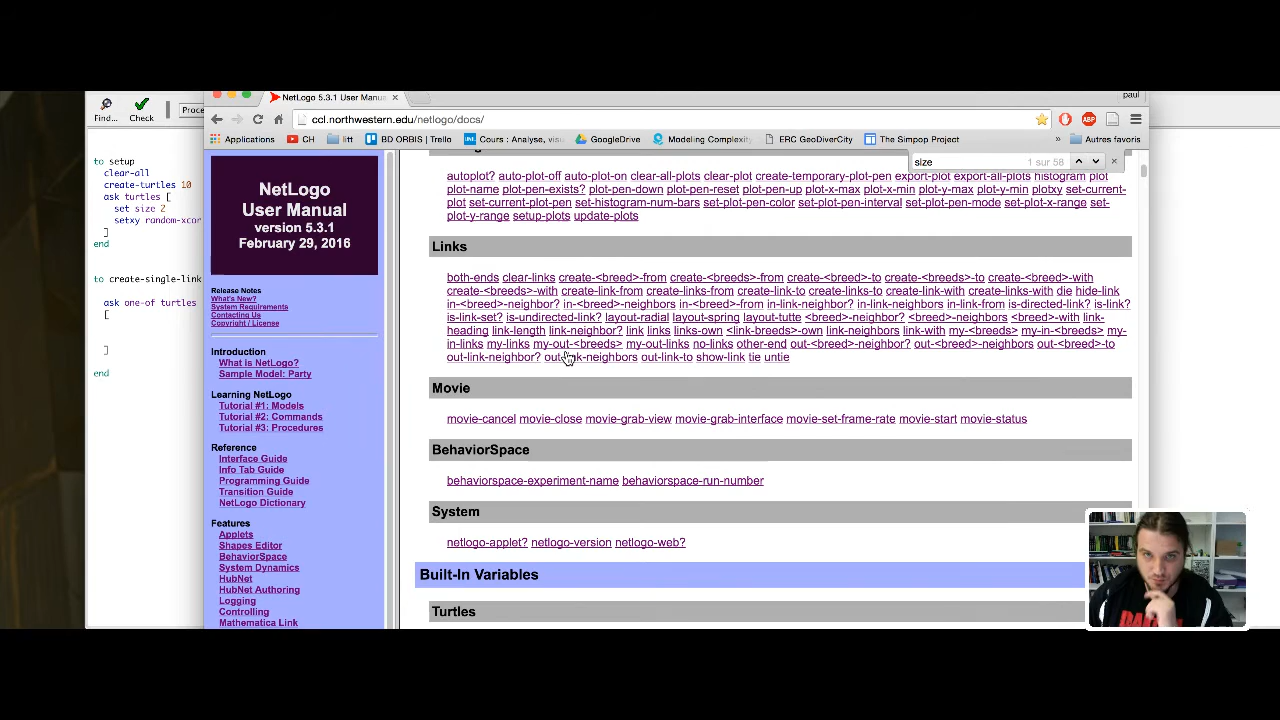 NetLogo 5.3.1 User Manua
paul
Find...
Check
Proce
ccl.northwestern.edu/netlogo/docs/
Applications CH litt BD ORBIS | Trello Cours : Analyse, visu GoogleDrive Modeling Complexity ERC GeoDiverCity The Simpop Project » Autres favoris
size 1 sur 58
to setup
clear-all
create-turtles 10
ask turtles [
set size 2
setxy random-xcor
]
end
to create-single-link
ask one-of turtles
[
]
end
NetLogo
User Manual
version 5.3.1
February 29, 2016
Release Notes
What's New?
System Requirements
Contacting Us
Copyright / License
Introduction
What is NetLogo?
Sample Model: Party
Learning NetLogo
Tutorial #1: Models
Tutorial #2: Commands
Tutorial #3: Procedures
Reference
Interface Guide
Info Tab Guide
Programming Guide
Transition Guide
NetLogo Dictionary
Features
Applets
Shapes Editor
BehaviorSpace
System Dynamics
HubNet
HubNet Authoring
Logging
Controlling
Mathematica Link
autoplot? auto-plot-off auto-plot-on clear-all-plots clear-plot create-temporary-plot-pen export-plot export-all-plots histogram plot
plot-name plot-pen-exists? plot-pen-down plot-pen-reset plot-pen-up plot-x-max plot-x-min plot-y-max plot-y-min plotxy set-current-
plot set-current-plot-pen set-histogram-num-bars set-plot-pen-color set-plot-pen-interval set-plot-pen-mode set-plot-x-range set-
plot-y-range setup-plots update-plots
Links
both-ends clear-links create-<breed>-from create-<breeds>-from create-<breed>-to create-<breeds>-to create-<breed>-with
create-<breeds>-with create-link-from create-links-from create-link-to create-links-to create-link-with create-links-with die hide-link
in-<breed>-neighbor? in-<breed>-neighbors in-<breed>-from in-link-neighbor? in-link-neighbors in-link-from is-directed-link? is-link?
is-link-set? is-undirected-link? layout-radial layout-spring layout-tutte <breed>-neighbor? <breed>-neighbors <breed>-with link-
heading link-length link-neighbor? link links links-own <link-breeds>-own link-neighbors link-with my-<breeds> my-in-<breeds> my-
in-links my-links my-out-<breeds> my-out-links no-links other-end out-<breed>-neighbor? out-<breed>-neighbors out-<breed>-to
out-link-neighbor? out-link-neighbors out-link-to show-link tie untie
Movie
movie-cancel movie-close movie-grab-view movie-grab-interface movie-set-frame-rate movie-start movie-status
BehaviorSpace
behaviorspace-experiment-name behaviorspace-run-number
System
netlogo-applet? netlogo-version netlogo-web?
Built-In Variables
Turtles